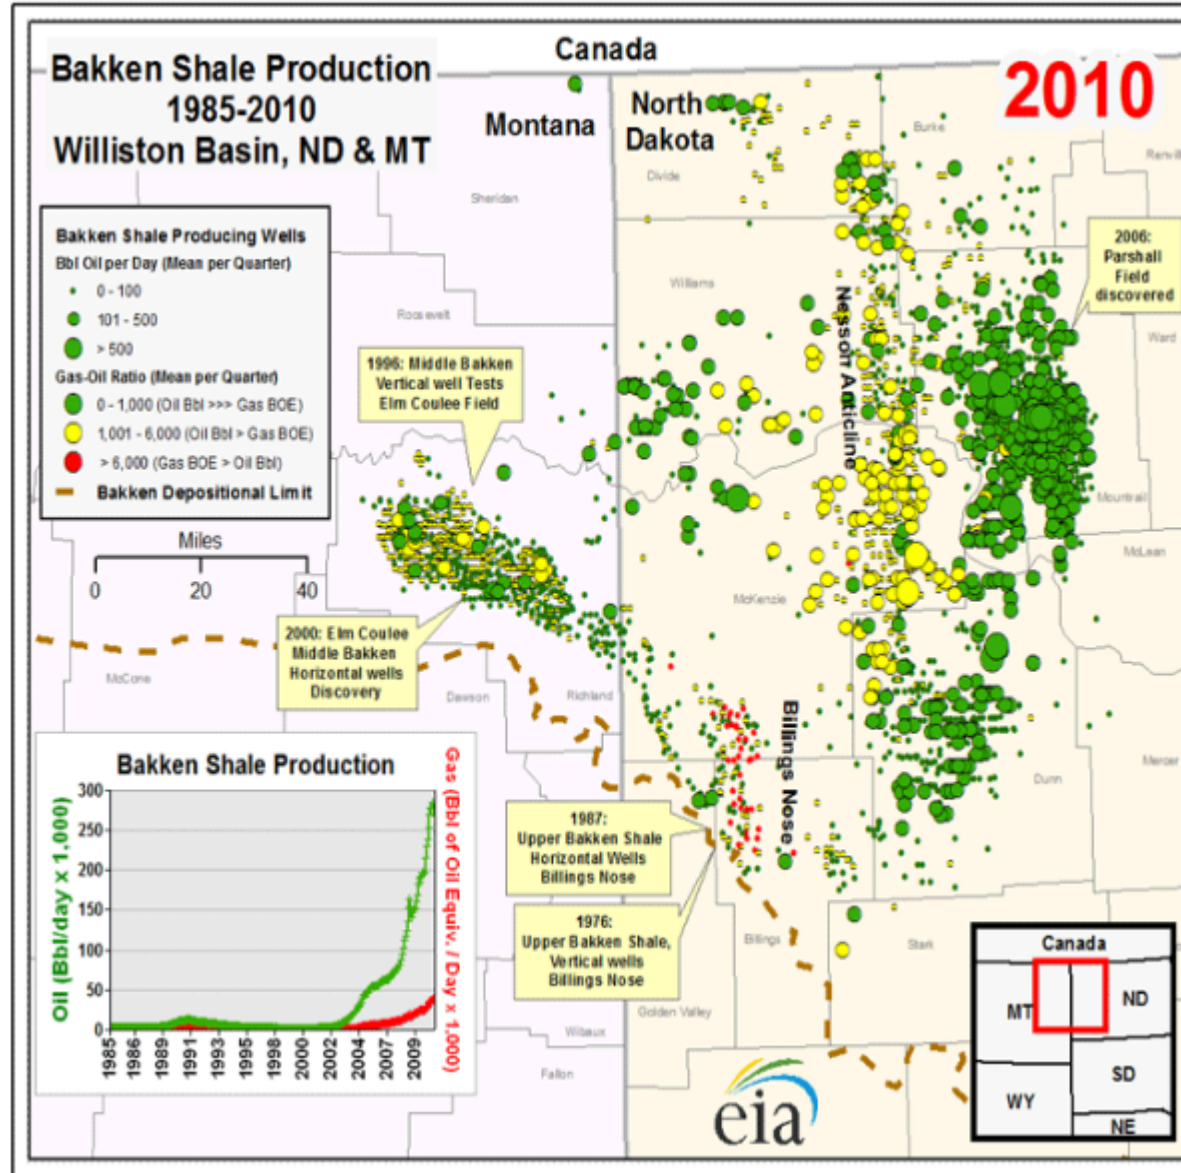 Canada
Bakken Shale Production
1985-2010
Williston Basin, ND & MT
2010
Montana
North
Dakota
Burke
Divide
Sheridan
Williams
Roosevelt
Ward
Mountrail
McLean
McKenzie
McCone
Dawson
Richland
Dunn
Mercer
Billings
Stark
Golden Valley
Wibaux
Fallon
Nesson Anticline
Billings Nose
Bakken Shale Producing Wells
Bbl Oil per Day (Mean per Quarter)
0 - 100
101 - 500
> 500
Gas-Oil Ratio (Mean per Quarter)
0 - 1,000 (Oil Bbl >>> Gas BOE)
1,001 - 6,000 (Oil Bbl > Gas BOE)
> 6,000 (Gas BOE > Oil Bbl)
Bakken Depositional Limit
Miles
0 20 40
2006:
Parshall
Field
discovered
1996: Middle Bakken
Vertical well Tests
Elm Coulee Field
2000: Elm Coulee
Middle Bakken
Horizontal wells
Discovery
1987:
Upper Bakken Shale
Horizontal Wells
Billings Nose
1976:
Upper Bakken Shale,
Vertical wells
Billings Nose
Bakken Shale Production
Oil (Bbl/day x 1,000)
Gas (Bbl of Oil Equiv. / Day x 1,000)
300
250
200
150
100
50
0
1985 1986 1989 1991 1993 1995 1998 2000 2002 2004 2006 2009
eia
Canada
MT
ND
SD
WY
NE